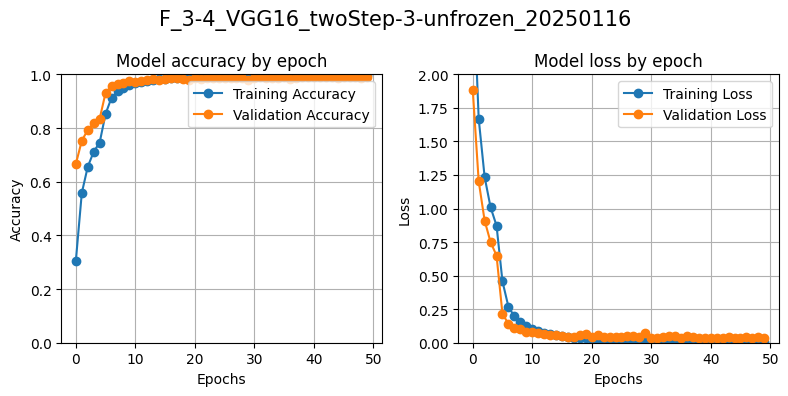 F_3-4_VGG16_twoStep-3-unfrozen_20250116
Model accuracy by epoch
1.0
0.8
0.6
0.4
0.2
0.0
Accuracy
Training Accuracy
Validation Accuracy
0 10 20 30 40 50
Epochs
Model loss by epoch
2.00
1.75
1.50
1.25
1.00
0.75
0.50
0.25
0.00
Loss
Training Loss
Validation Loss
0 10 20 30 40 50
Epochs